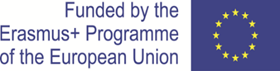 Funded by the
Erasmus+ Programme
of the European Union